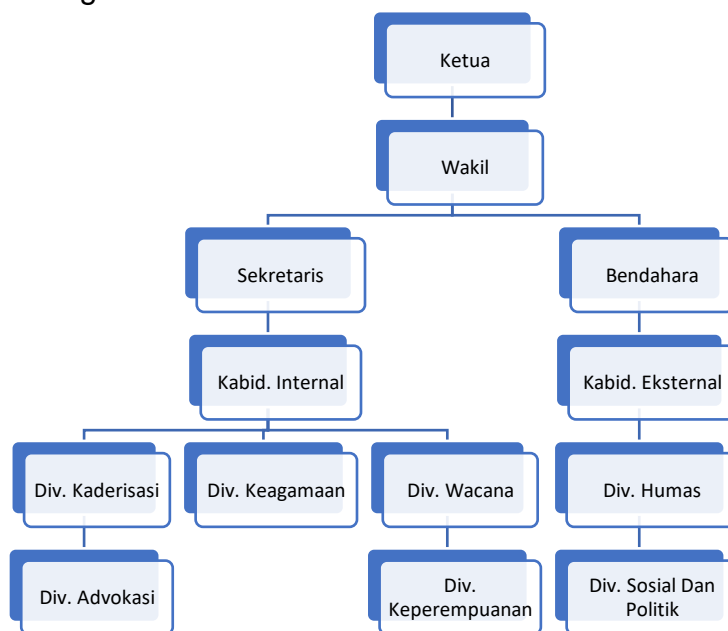 Ketua
Wakil
Sekretaris
Bendahara
Kabid. Internal
Kabid. Eksternal
Div. Kaderisasi
Div. Keagamaan
Div. Wacana
Div. Humas
Div. Advokasi
Div.
Keperempuanan
Div. Sosial Dan
Politik